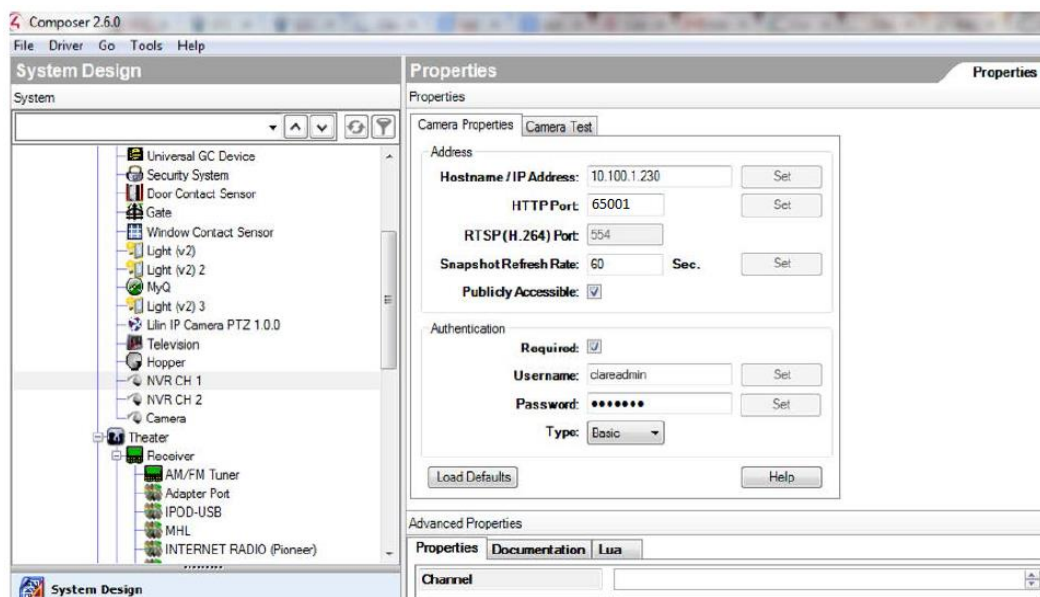 Composer 2.6.0
File Driver Go Tools Help
System Design
System
Universal GC Device
Security System
Door Contact Sensor
Gate
Window Contact Sensor
Light (v2)
Light (v2) 2
MyQ
Light (v2) 3
Lilin IP Camera PTZ 1.0.0
Television
Hopper
NVR CH 1
NVR CH 2
Camera
Theater
Receiver
AM/FM Tuner
Adapter Port
IPOD-USB
MHL
INTERNET RADIO (Pioneer)
System Design
Properties Properties
Properties
Camera Properties Camera Test
Address
Hostname / IP Address: 10.100.1.230 Set
HTTP Port: 65001 Set
RTSP (H.264) Port: 554
Snapshot Refresh Rate: 60 Sec. Set
Publicly Accessible:
Authentication
Required:
Username: clareadmin Set
Password: ••••••• Set
Type: Basic
Load Defaults Help
Advanced Properties
Properties Documentation Lua
Channel